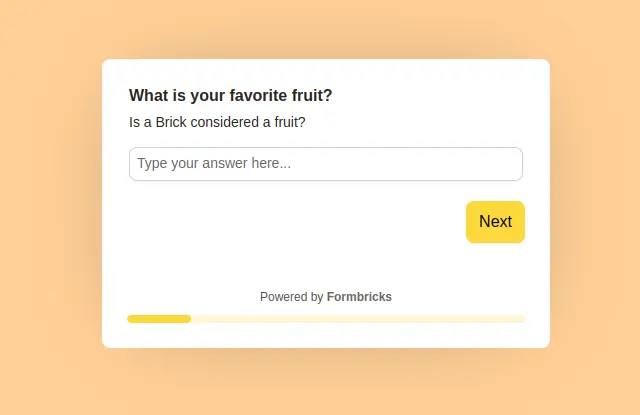 What is your favorite fruit?
Is a Brick considered a fruit?
Type your answer here...
Next
Powered by Formbricks